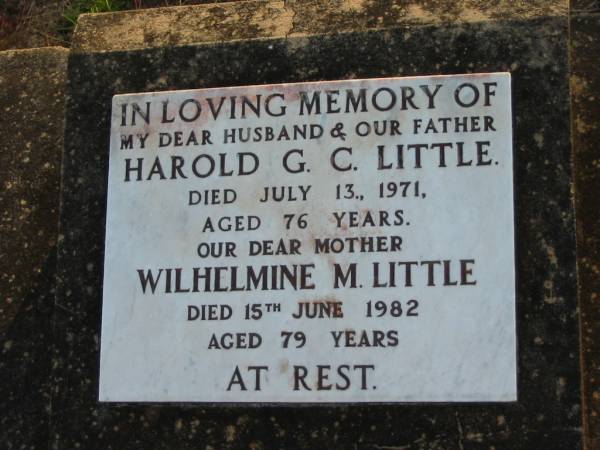 IN LOVING MEMORY OF
MY DEAR HUSBAND & OUR FATHER
HAROLD G. C. LITTLE.
DIED JULY 13., 1971,
AGED 76 YEARS.
OUR DEAR MOTHER
WILHELMINE M. LITTLE
DIED 15TH JUNE 1982
AGED 79 YEARS
AT REST.